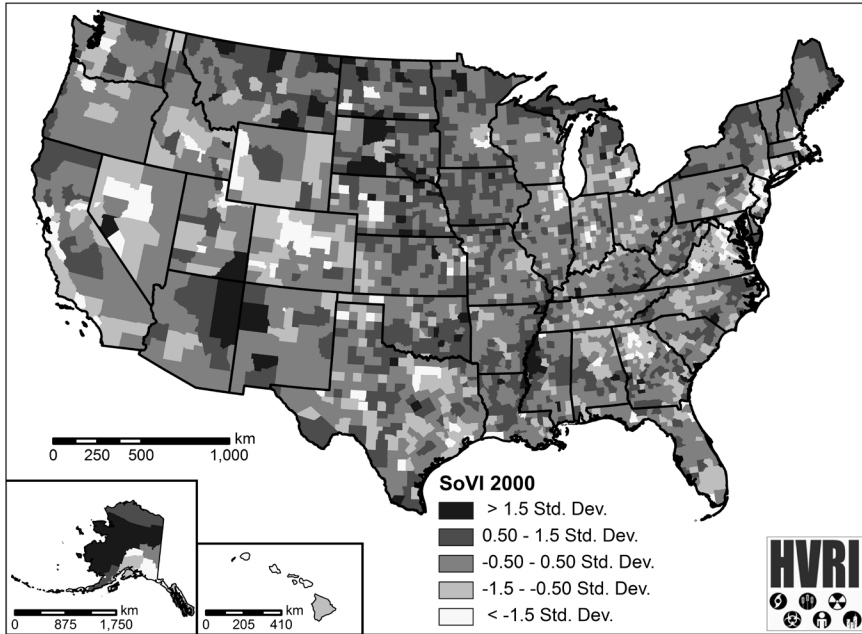 km
0 250 500 1,000
SoVI 2000
> 1.5 Std. Dev.
0.50 - 1.5 Std. Dev.
-0.50 - 0.50 Std. Dev.
-1.5 - -0.50 Std. Dev.
< -1.5 Std. Dev.
km
0 875 1,750
km
0 205 410
HVRI